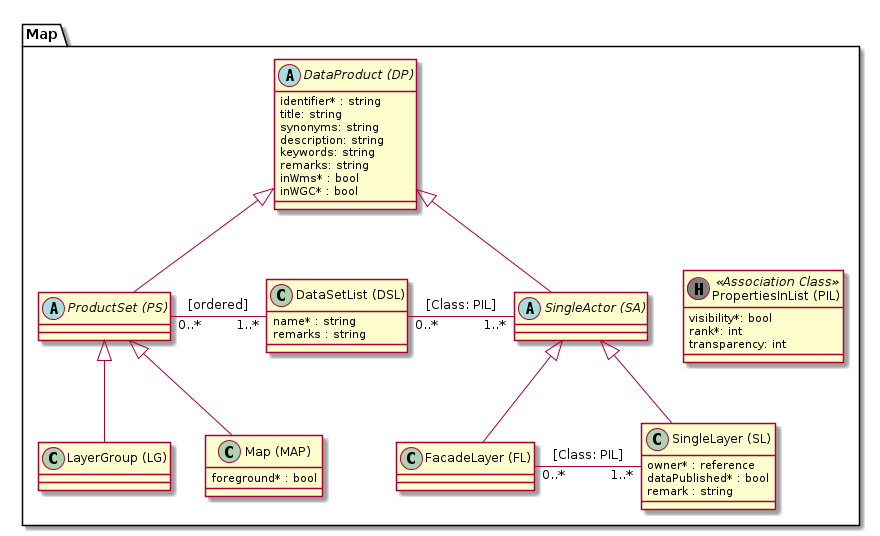 Map
A DataProduct (DP)
identifier* : string
title: string
synonyms: string
description: string
keywords: string
remarks: string
inWms* : bool
inWGC* : bool
A ProductSet (PS)
[ordered]
0..* 1..*
C DataSetList (DSL)
name* : string
remarks : string
[Class: PIL]
0..* 1..*
A SingleActor (SA)
H «Association Class»
PropertiesInList (PIL)
visibility*: bool
rank*: int
transparency: int
C LayerGroup (LG)
C Map (MAP)
foreground* : bool
C FacadeLayer (FL)
[Class: PIL]
0..* 1..*
C SingleLayer (SL)
owner* : reference
dataPublished* : bool
remark : string